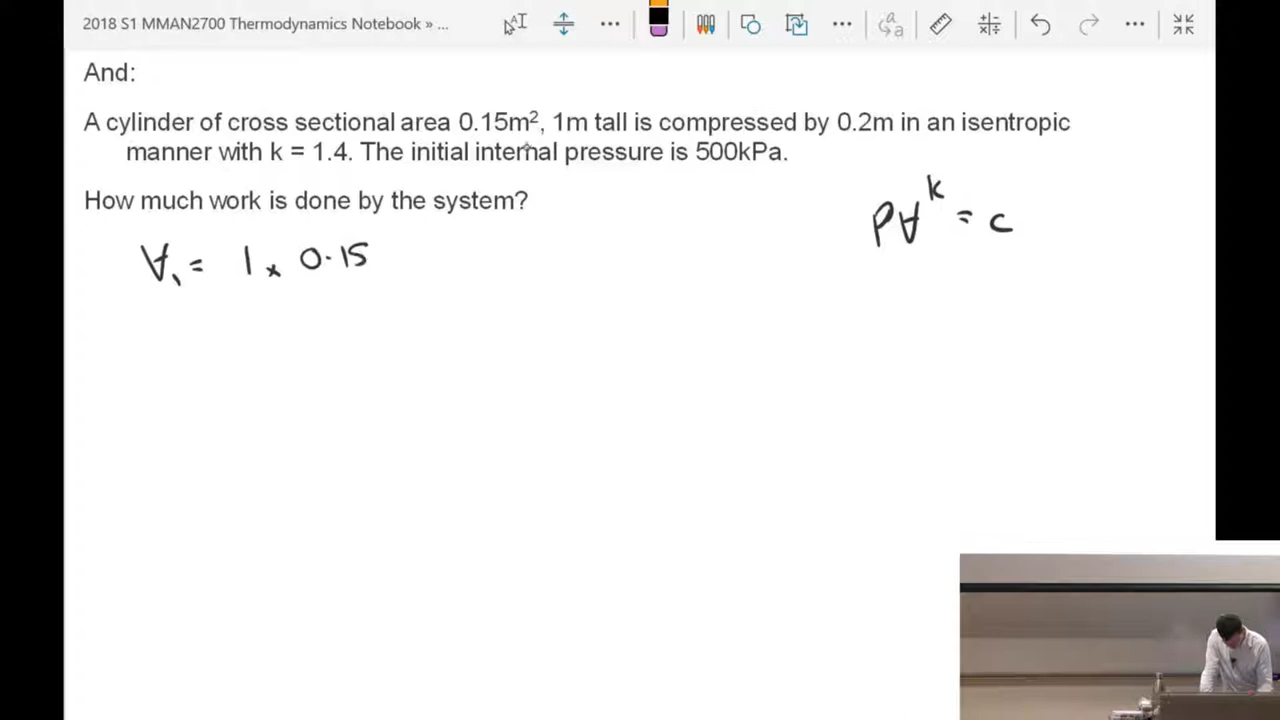 2018 S1 MMAN2700 Thermodynamics Notebook » ...
And:
A cylinder of cross sectional area 0.15m², 1m tall is compressed by 0.2m in an isentropic
manner with k = 1.4. The initial internal pressure is 500kPa.
How much work is done by the system?
P∀^k = c
∀₁ = 1 × 0.15